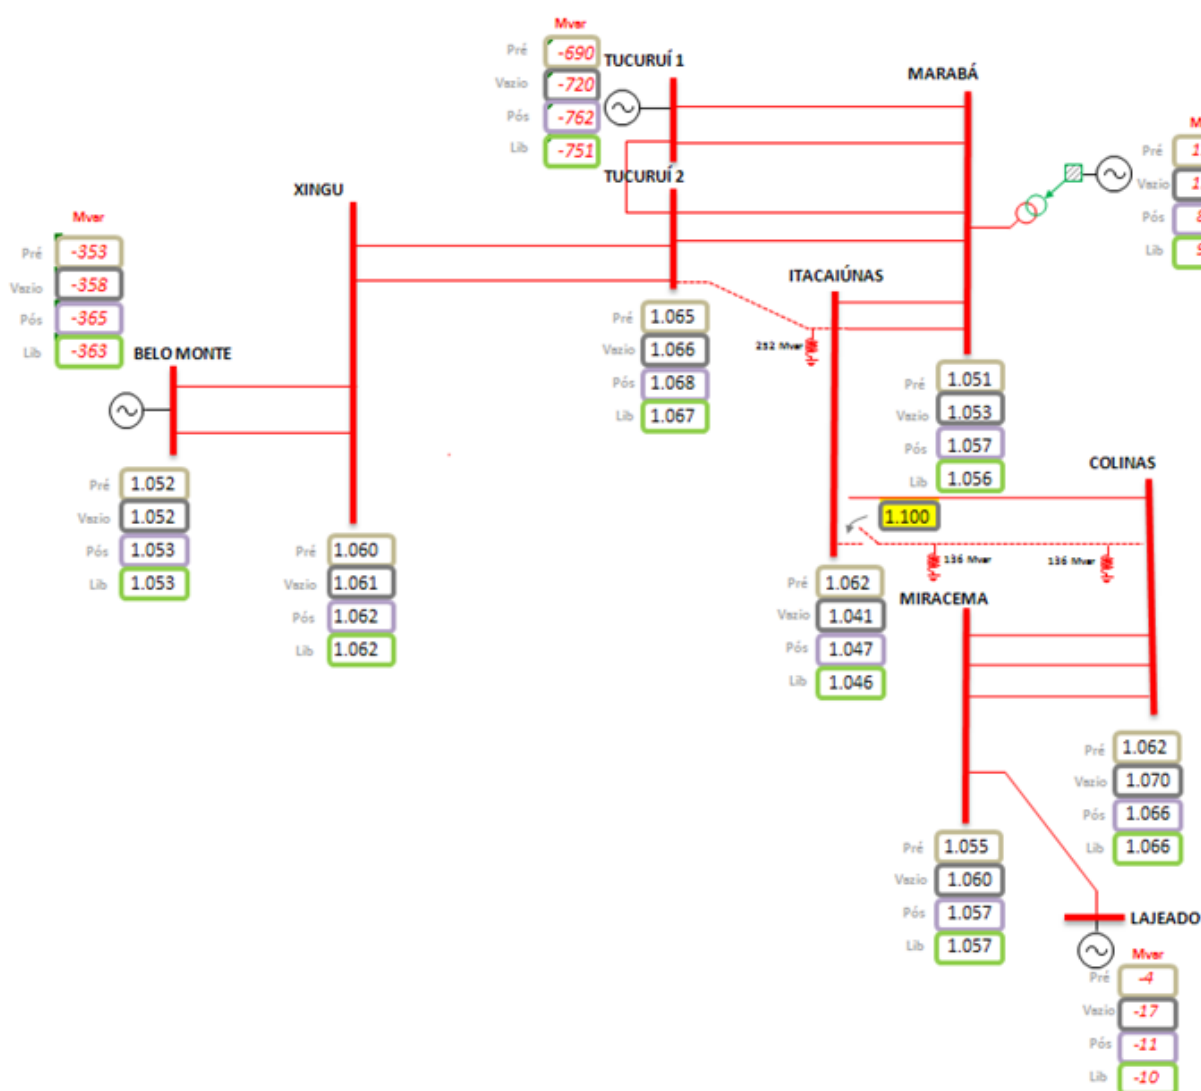 Mvar
Pré -690
Vazio -720
Pós -762
Lib -751
TUCURUÍ 1
MARABÁ
Pré
Vazio
Pós
Lib
TUCURUÍ 2
XINGU
Mvar
Pré -353
Vazio -358
Pós -365
Lib -363
BELO MONTE
Pré 1.052
Vazio 1.052
Pós 1.053
Lib 1.053
Pré 1.060
Vazio 1.061
Pós 1.062
Lib 1.062
Pré 1.065
Vazio 1.066
Pós 1.068
Lib 1.067
ITACAIÚNAS
252 Mvar
Pré 1.051
Vazio 1.053
Pós 1.057
Lib 1.056
COLINAS
1.100
136 Mvar
136 Mvar
Pré 1.062
Vazio 1.041
Pós 1.047
Lib 1.046
MIRACEMA
Pré 1.062
Vazio 1.070
Pós 1.066
Lib 1.066
Pré 1.055
Vazio 1.060
Pós 1.057
Lib 1.057
LAJEADO
Mvar
Pré -4
Vazio -17
Pós -11
Lib -10